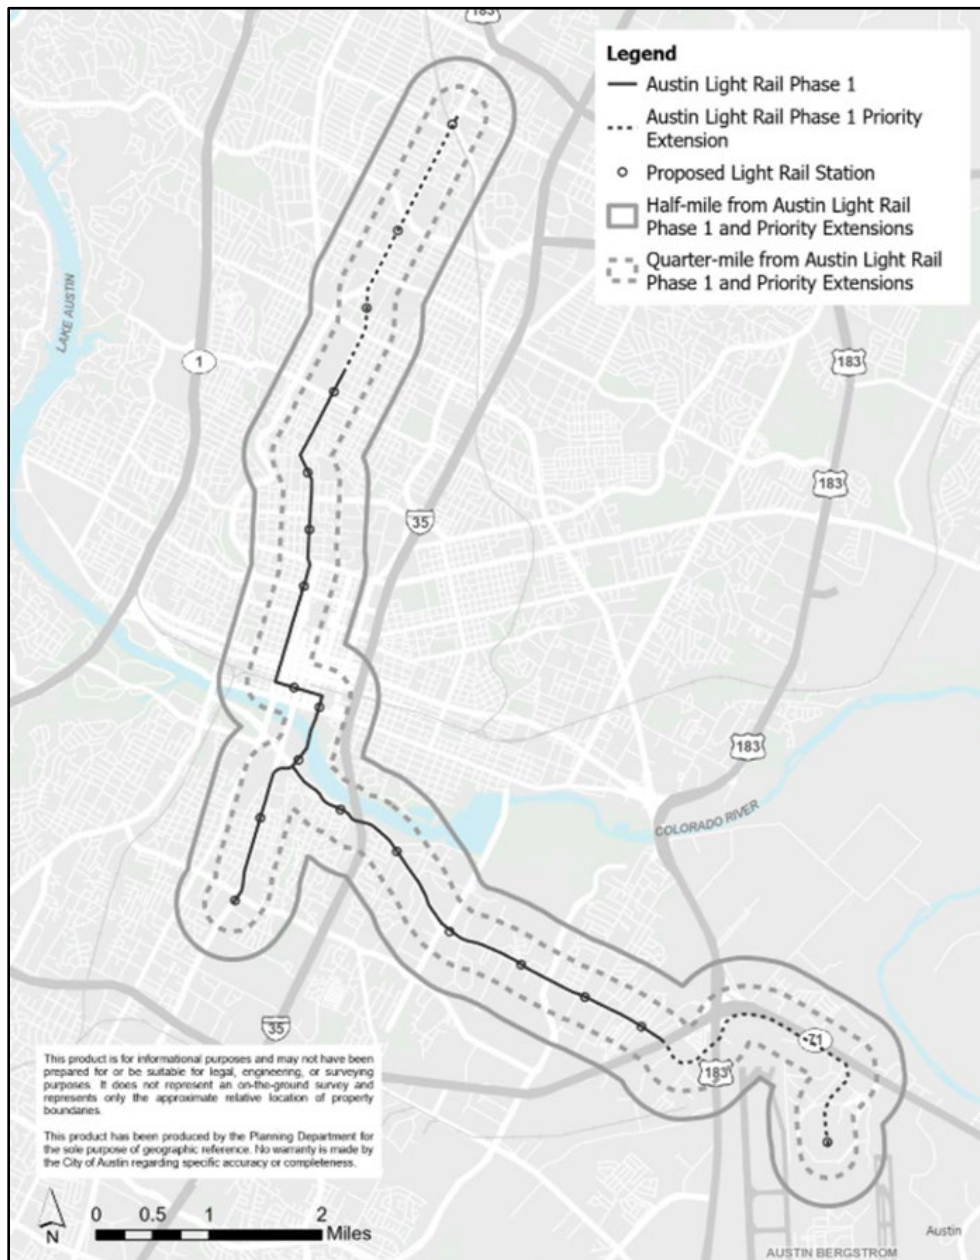 183
Legend
Austin Light Rail Phase 1
Austin Light Rail Phase 1 Priority
Extension
Proposed Light Rail Station
Half-mile from Austin Light Rail
Phase 1 and Priority Extensions
Quarter-mile from Austin Light Rail
Phase 1 and Priority Extensions
LAKE AUSTIN
1
183
183
35
183
COLORADO RIVER
35
71
183
This product is for informational purposes and may not have been
prepared for or be suitable for legal, engineering, or surveying
purposes. It does not represent an on-the-ground survey and
represents only the approximate relative location of property
boundaries.
This product has been produced by the Planning Department for
the sole purpose of geographic reference. No warranty is made by
the City of Austin regarding specific accuracy or completeness.
N
0 0.5 1 2
Miles
Austin
AUSTIN BERGSTROM